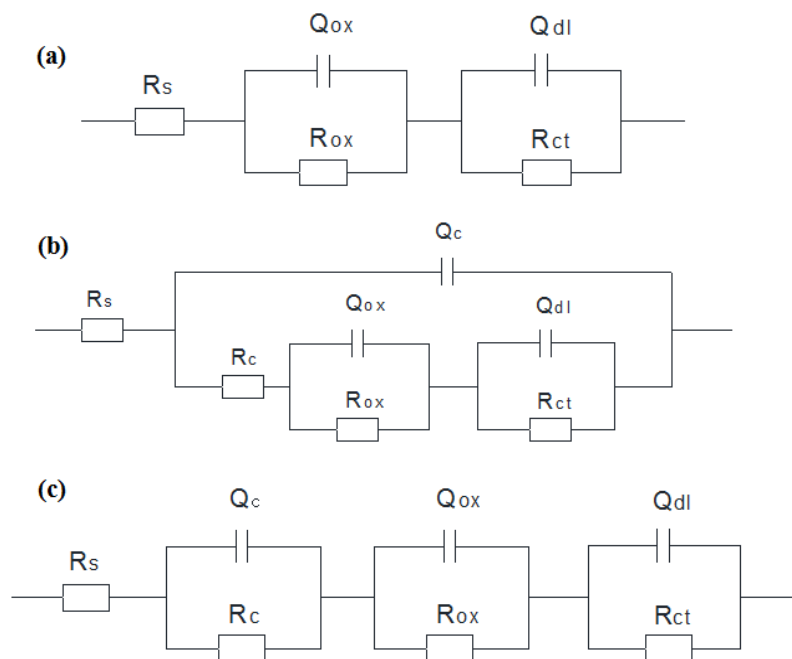 (a)
Qox
Qdl
Rs
Rox
Rct
(b)
Qc
Rs
Qox
Qdl
Rc
Rox
Rct
(c)
Qc
Qox
Qdl
Rs
Rc
Rox
Rct